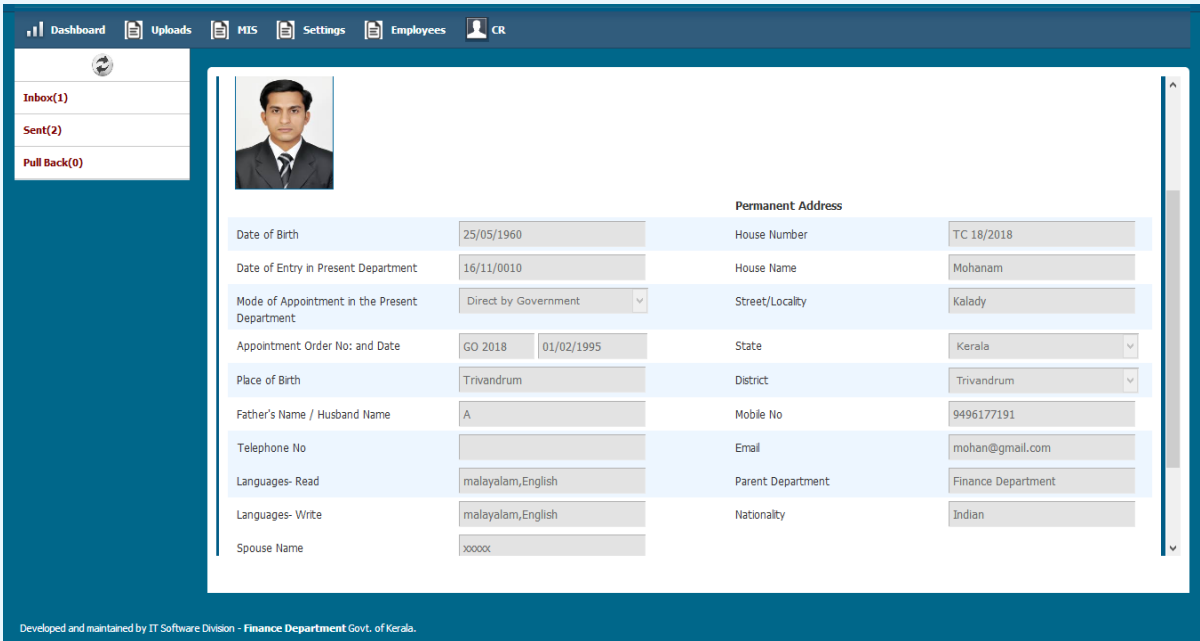 Dashboard Uploads MIS Settings Employees CR
Inbox(1)
Sent(2)
Pull Back(0)
Permanent Address
Date of Birth 25/05/1960 House Number TC 18/2018
Date of Entry in Present Department 16/11/0010 House Name Mohanam
Mode of Appointment in the Present Direct by Government Street/Locality Kalady
Department
Appointment Order No: and Date GO 2018 01/02/1995 State Kerala
Place of Birth Trivandrum District Trivandrum
Father's Name / Husband Name A Mobile No 9496177191
Telephone No Email mohan@gmail.com
Languages- Read malayalam,English Parent Department Finance Department
Languages- Write malayalam,English Nationality Indian
Spouse Name xxxxx
Developed and maintained by IT Software Division - Finance Department Govt. of Kerala.